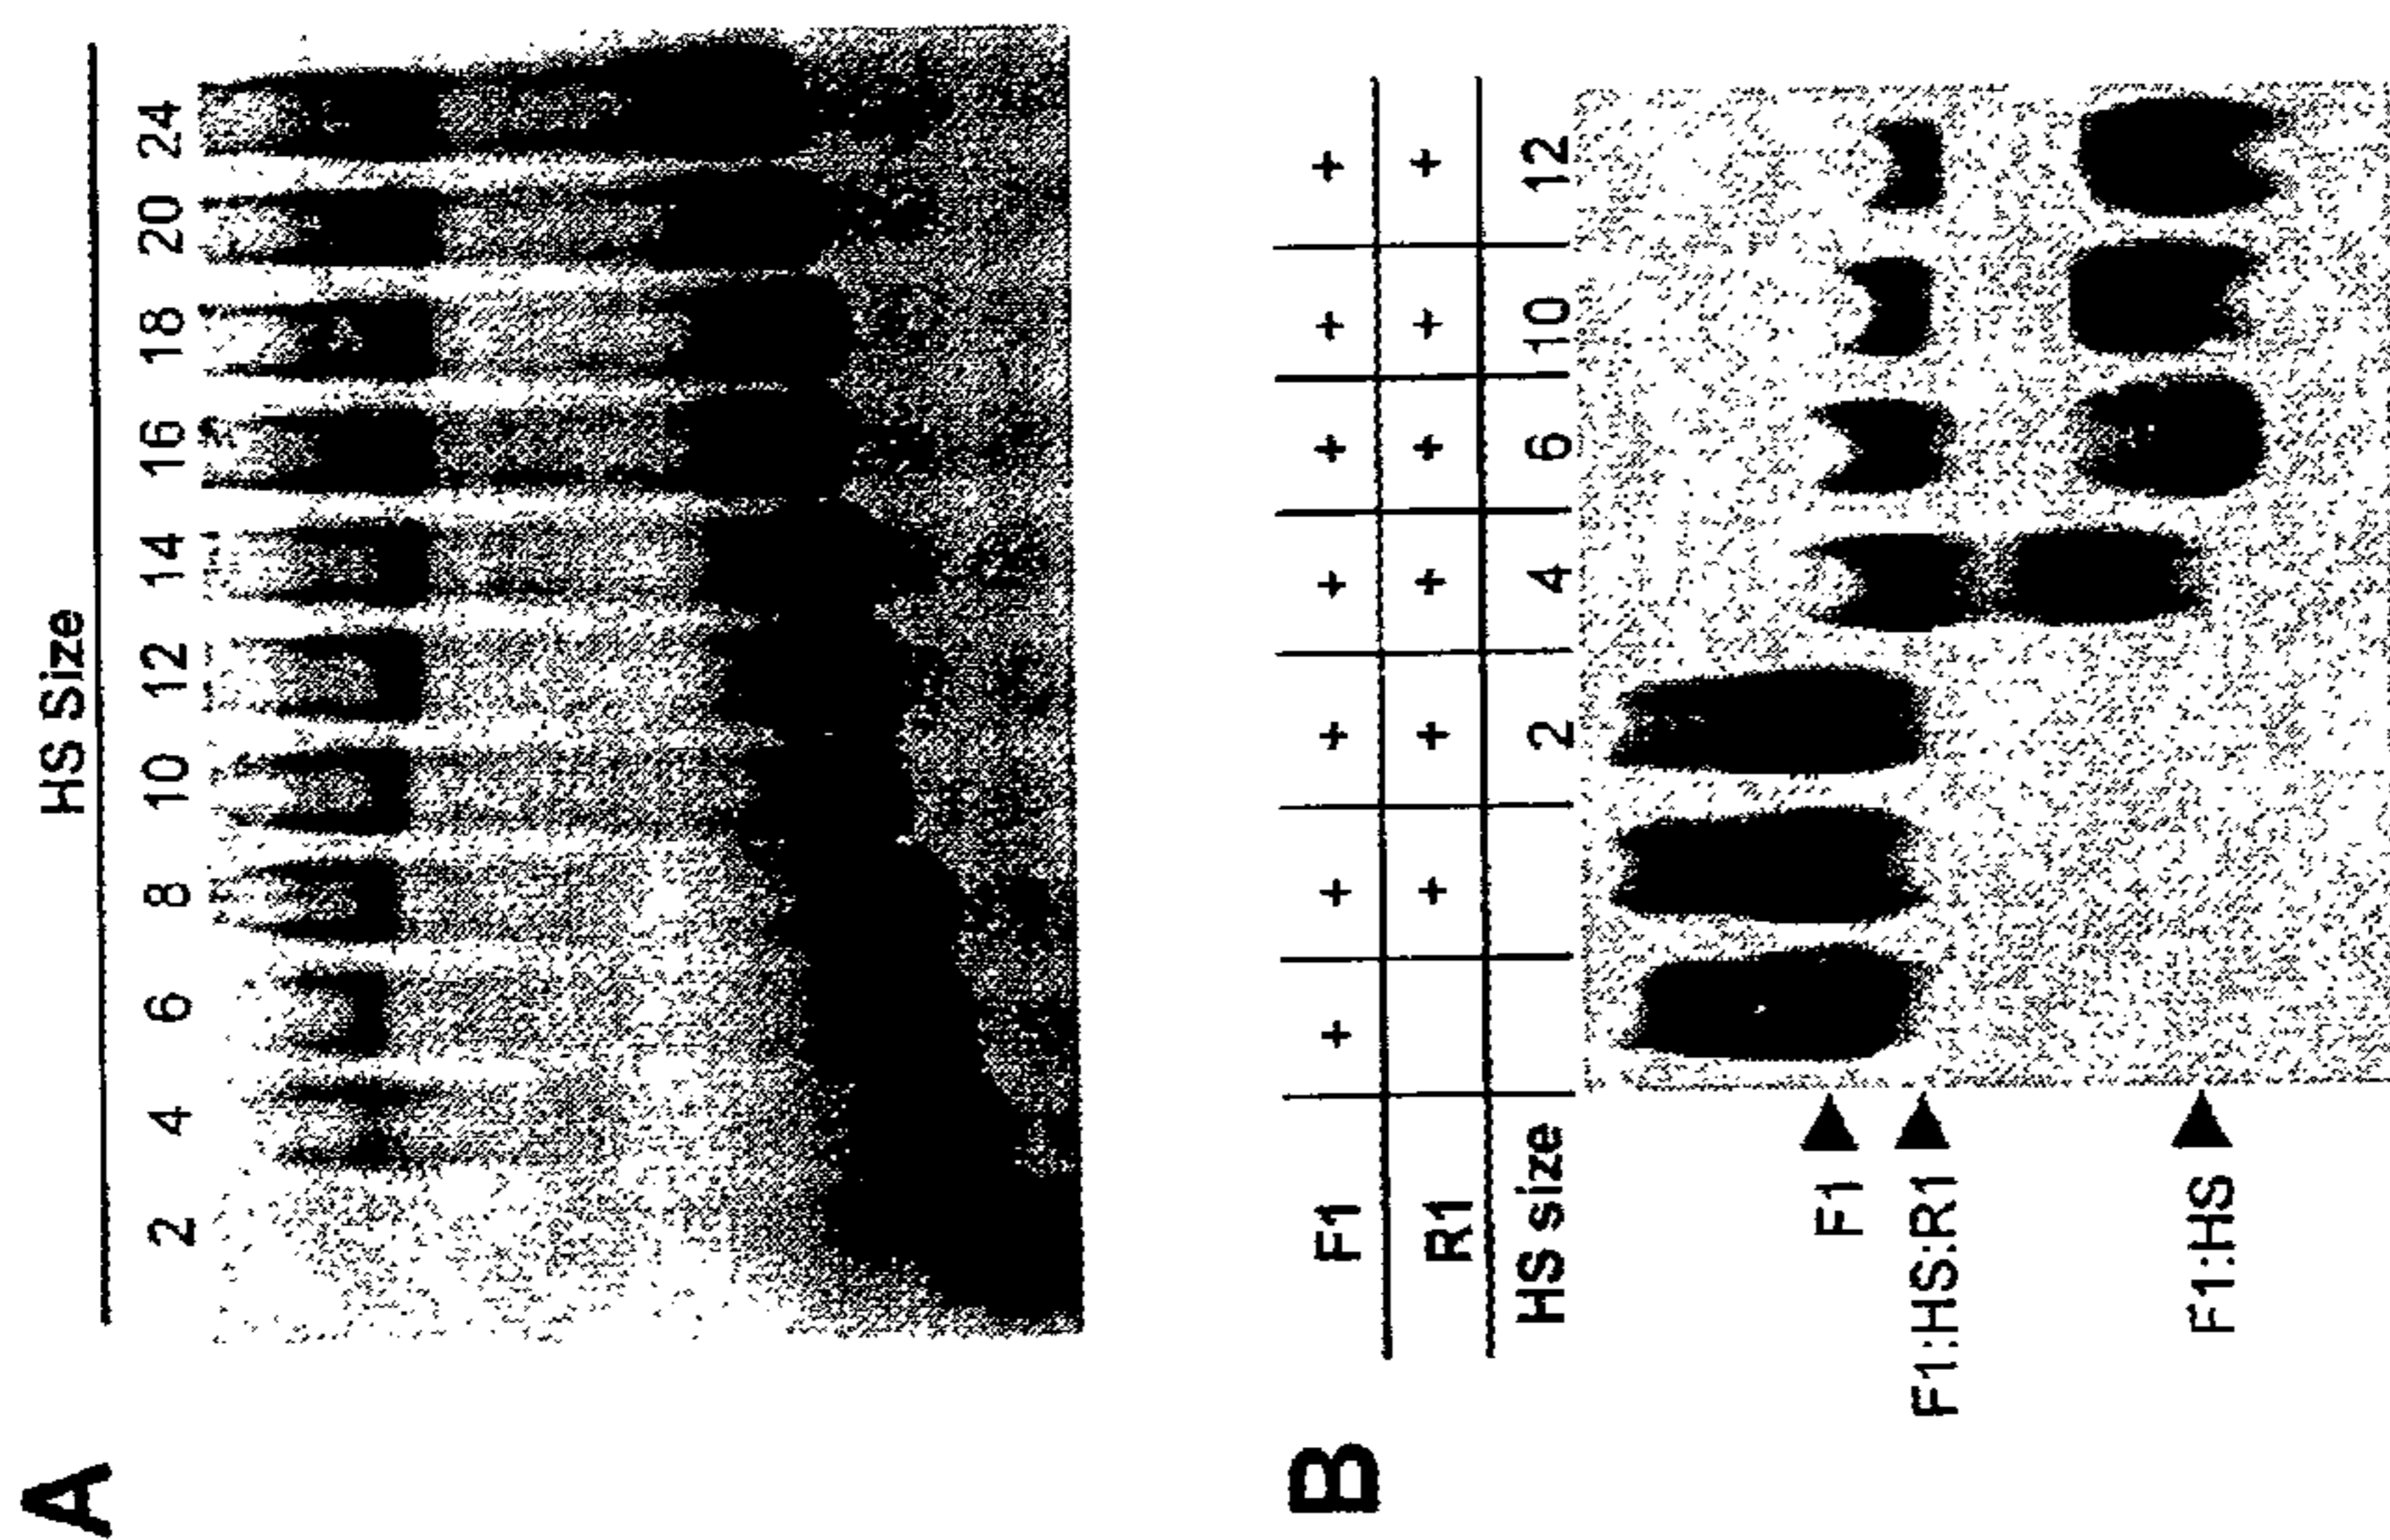 A
HS Size
2 4 6 8 10 12 14 16 18 20 24
B
F1 + + + + + + +
R1 + + + + + +
HS size 2 4 6 10 12
F1
F1:HS:R1
F1:HS